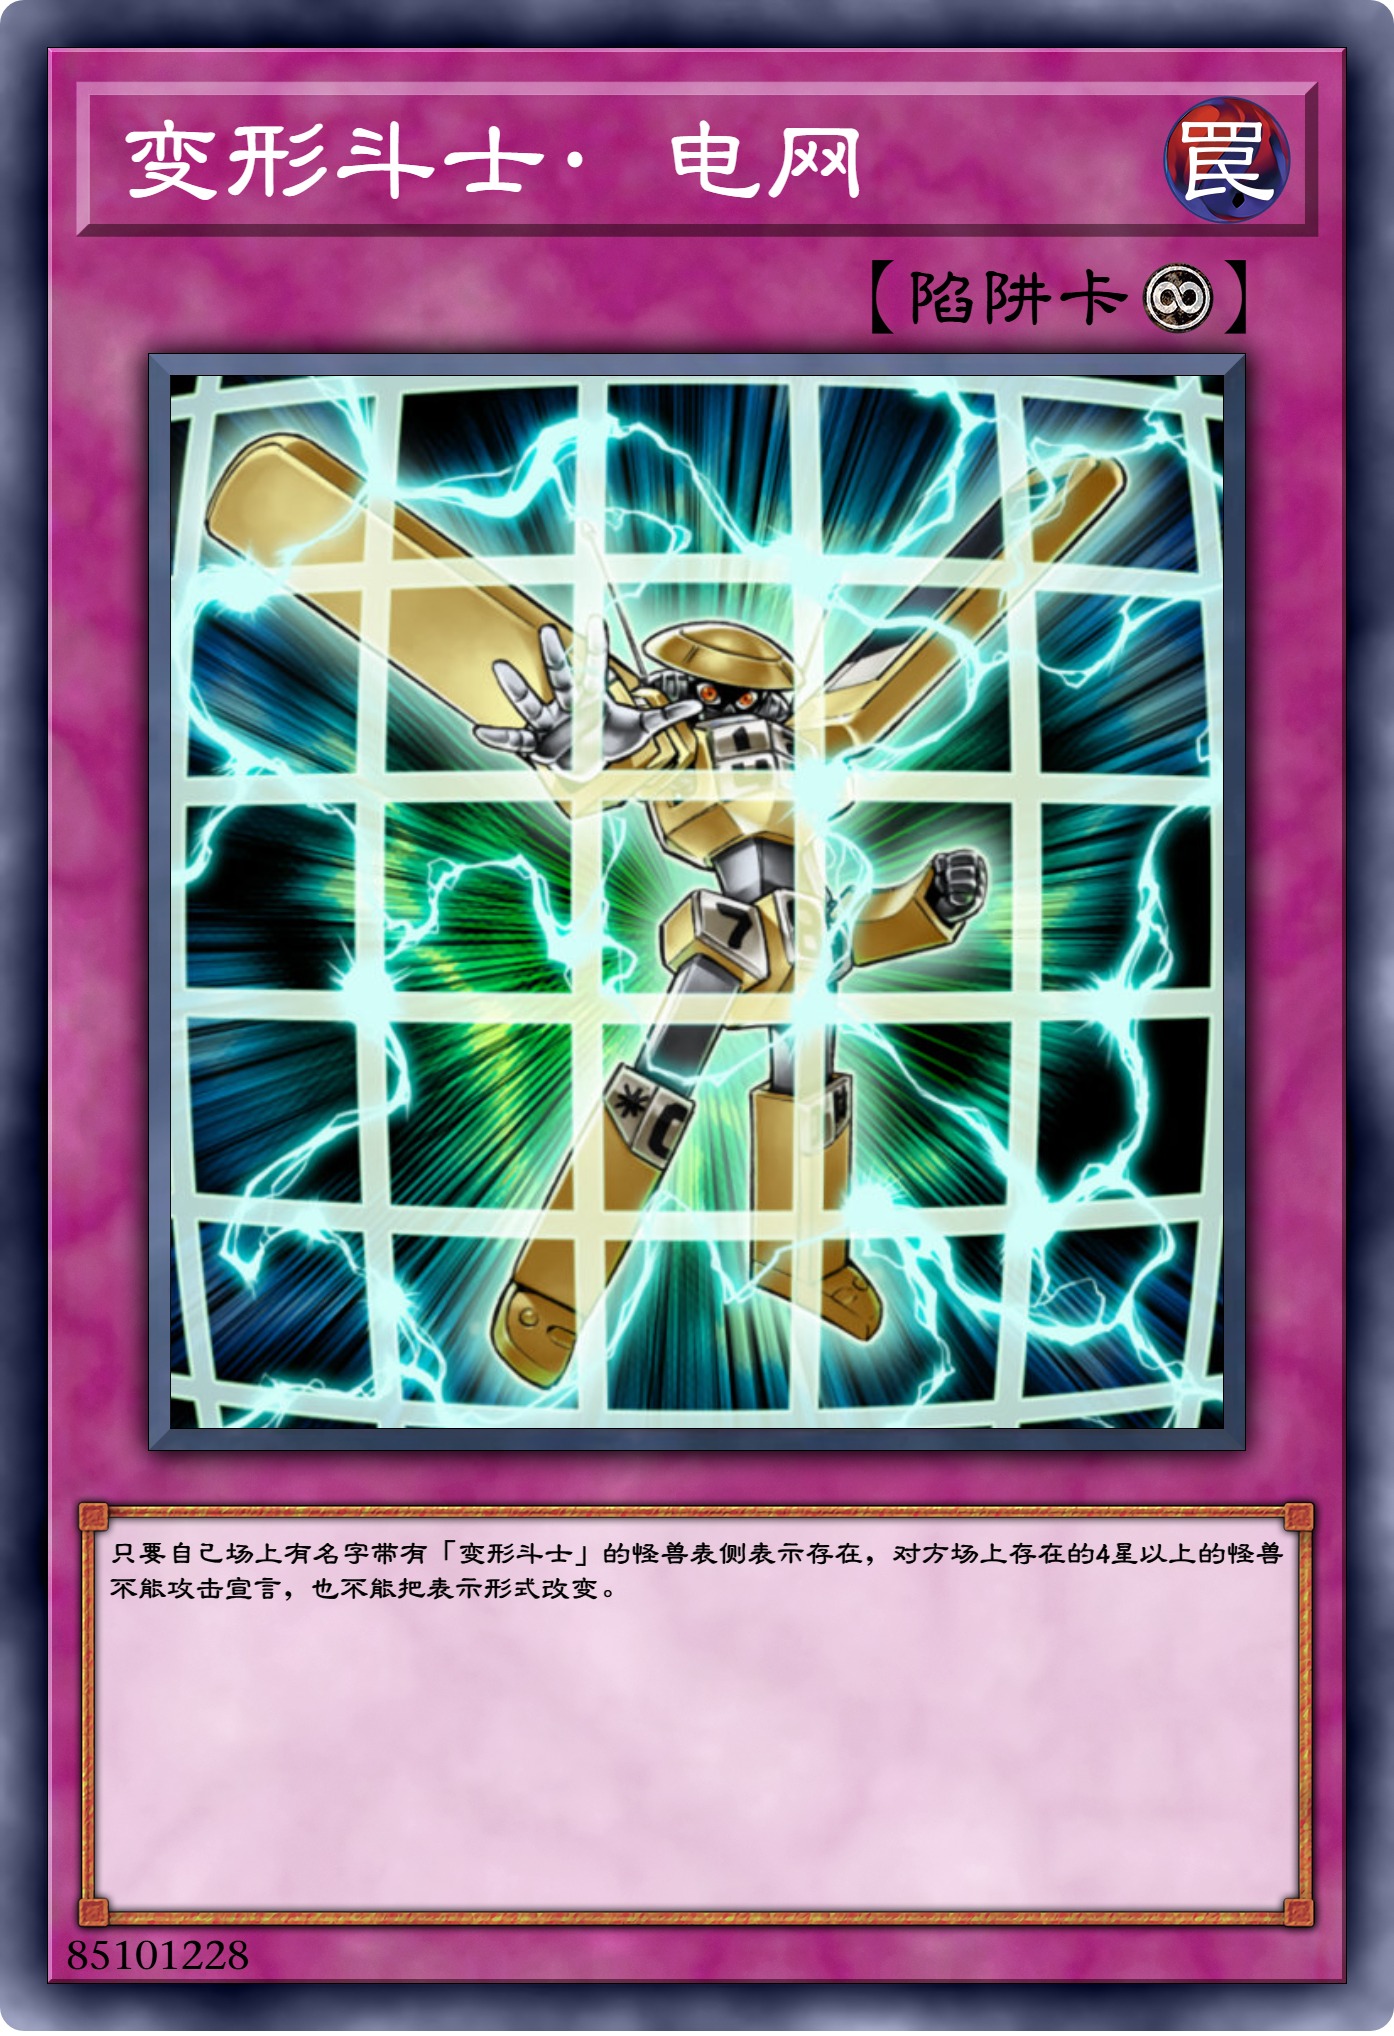 变形斗士· 电网
罠
【陷阱卡∞】
7
8
*
C
只要自己场上有名字带有「变形斗士」的怪兽表侧表示存在，对方场上存在的4星以上的怪兽
不能攻击宣言，也不能把表示形式改变。
85101228